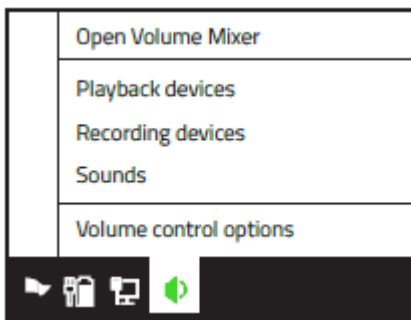 Open Volume Mixer
Playback devices
Recording devices
Sounds
Volume control options